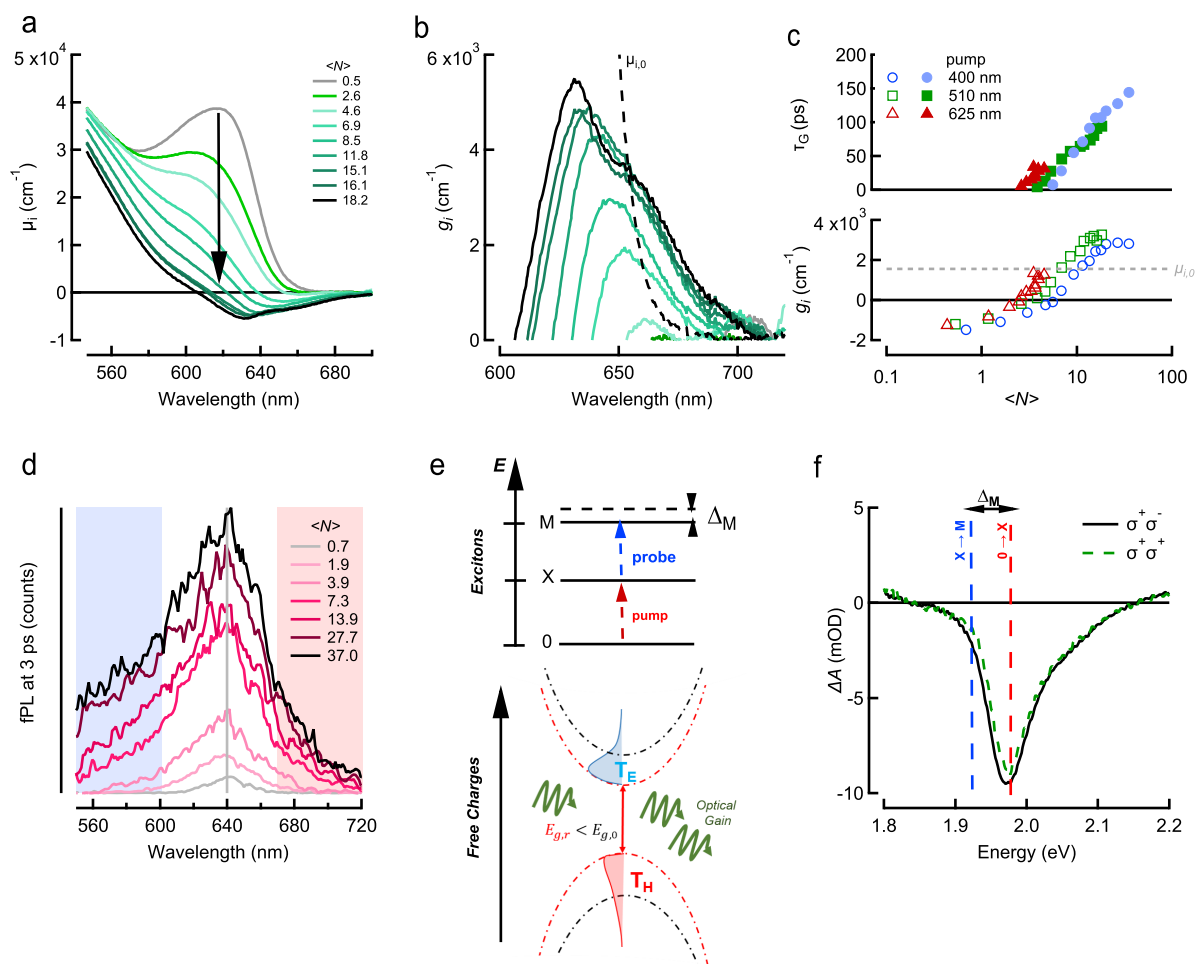 a
5 x10⁴
4
3
2
1
0
-1
μᵢ (cm⁻¹)
560
600
640
680
Wavelength (nm)
<N>
0.5
2.6
4.6
6.9
8.5
11.8
15.1
16.1
18.2
b
6 x10³
4
2
0
gᵢ (cm⁻¹)
μᵢ,₀
600
650
700
Wavelength (nm)
c
200
150
100
50
0
τG (ps)
pump
400 nm
510 nm
625 nm
4 x10³
2
0
-2
gᵢ (cm⁻¹)
μᵢ,₀
0.1
1
10
100
<N>
d
fPL at 3 ps (counts)
<N>
0.7
1.9
3.9
7.3
13.9
27.7
37.0
560
600
640
680
720
Wavelength (nm)
e
E
Excitons
M
ΔM
probe
X
pump
0
Free Charges
TE
Eg,r < Eg,0
Optical
Gain
TH
f
ΔM
X→M
0→X
σ⁺σ⁻
σ⁺σ⁺
5
0
-5
-10
ΔA (mOD)
1.8
1.9
2.0
2.1
2.2
Energy (eV)